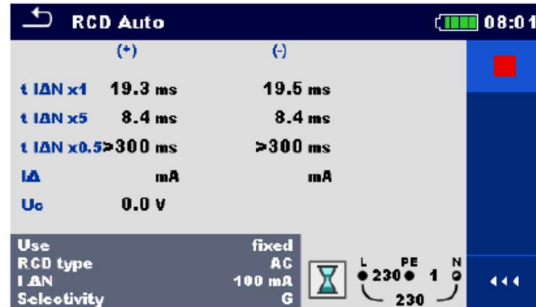 RCD Auto 08:01
(+) (-)
t IΔN x1 19.3 ms 19.5 ms
t IΔN x5 8.4 ms 8.4 ms
t IΔN x0.5 >300 ms >300 ms
IΔ mA mA
Uc 0.0 V
Use fixed
RCD type AC
I ΔN 100 mA
Selectivity G
L PE N
230 1
230